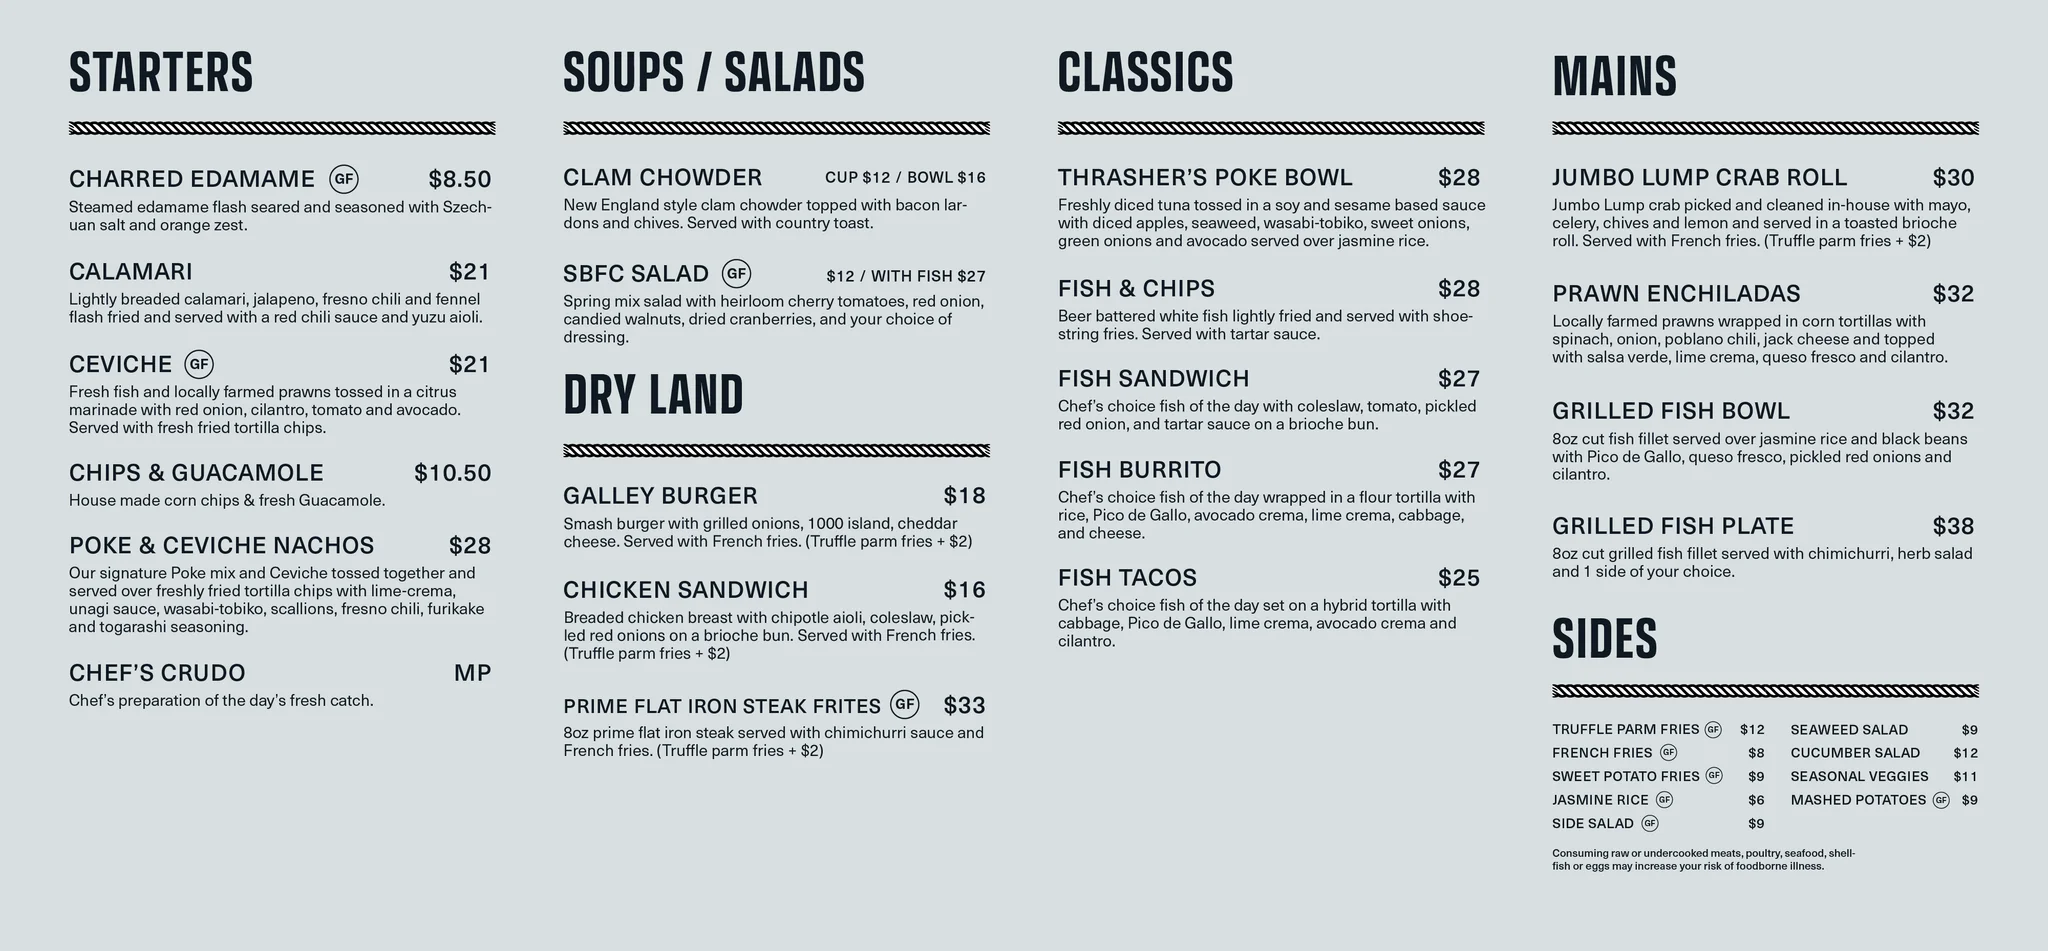 STARTERS
CHARRED EDAMAME GF $8.50
Steamed edamame flash seared and seasoned with Szech-
uan salt and orange zest.
CALAMARI $21
Lightly breaded calamari, jalapeno, fresno chili and fennel
flash fried and served with a red chili sauce and yuzu aioli.
CEVICHE GF $21
Fresh fish and locally farmed prawns tossed in a citrus
marinade with red onion, cilantro, tomato and avocado.
Served with fresh fried tortilla chips.
CHIPS & GUACAMOLE $10.50
House made corn chips & fresh Guacamole.
POKE & CEVICHE NACHOS $28
Our signature Poke mix and Ceviche tossed together and
served over freshly fried tortilla chips with lime-crema,
unagi sauce, wasabi-tobiko, scallions, fresno chili, furikake
and togarashi seasoning.
CHEF’S CRUDO MP
Chef’s preparation of the day’s fresh catch.
SOUPS / SALADS
CLAM CHOWDER CUP $12 / BOWL $16
New England style clam chowder topped with bacon lar-
dons and chives. Served with country toast.
SBFC SALAD GF $12 / WITH FISH $27
Spring mix salad with heirloom cherry tomatoes, red onion,
candied walnuts, dried cranberries, and your choice of
dressing.
DRY LAND
GALLEY BURGER $18
Smash burger with grilled onions, 1000 island, cheddar
cheese. Served with French fries. (Truffle parm fries + $2)
CHICKEN SANDWICH $16
Breaded chicken breast with chipotle aioli, coleslaw, pick-
led red onions on a brioche bun. Served with French fries.
(Truffle parm fries + $2)
PRIME FLAT IRON STEAK FRITES GF $33
8oz prime flat iron steak served with chimichurri sauce and
French fries. (Truffle parm fries + $2)
CLASSICS
THRASHER’S POKE BOWL $28
Freshly diced tuna tossed in a soy and sesame based sauce
with diced apples, seaweed, wasabi-tobiko, sweet onions,
green onions and avocado served over jasmine rice.
FISH & CHIPS $28
Beer battered white fish lightly fried and served with shoe-
string fries. Served with tartar sauce.
FISH SANDWICH $27
Chef’s choice fish of the day with coleslaw, tomato, pickled
red onion, and tartar sauce on a brioche bun.
FISH BURRITO $27
Chef’s choice fish of the day wrapped in a flour tortilla with
rice, Pico de Gallo, avocado crema, lime crema, cabbage,
and cheese.
FISH TACOS $25
Chef’s choice fish of the day set on a hybrid tortilla with
cabbage, Pico de Gallo, lime crema, avocado crema and
cilantro.
MAINS
JUMBO LUMP CRAB ROLL $30
Jumbo Lump crab picked and cleaned in-house with mayo,
celery, chives and lemon and served in a toasted brioche
roll. Served with French fries. (Truffle parm fries + $2)
PRAWN ENCHILADAS $32
Locally farmed prawns wrapped in corn tortillas with
spinach, onion, poblano chili, jack cheese and topped
with salsa verde, lime crema, queso fresco and cilantro.
GRILLED FISH BOWL $32
8oz cut fish fillet served over jasmine rice and black beans
with Pico de Gallo, queso fresco, pickled red onions and
cilantro.
GRILLED FISH PLATE $38
8oz cut grilled fish fillet served with chimichurri, herb salad
and 1 side of your choice.
SIDES
TRUFFLE PARM FRIES GF $12
FRENCH FRIES GF $8
SWEET POTATO FRIES GF $9
JASMINE RICE GF $6
SIDE SALAD GF $9
SEAWEED SALAD $9
CUCUMBER SALAD $12
SEASONAL VEGGIES $11
MASHED POTATOES GF $9
Consuming raw or undercooked meats, poultry, seafood, shell-
fish or eggs may increase your risk of foodborne illness.